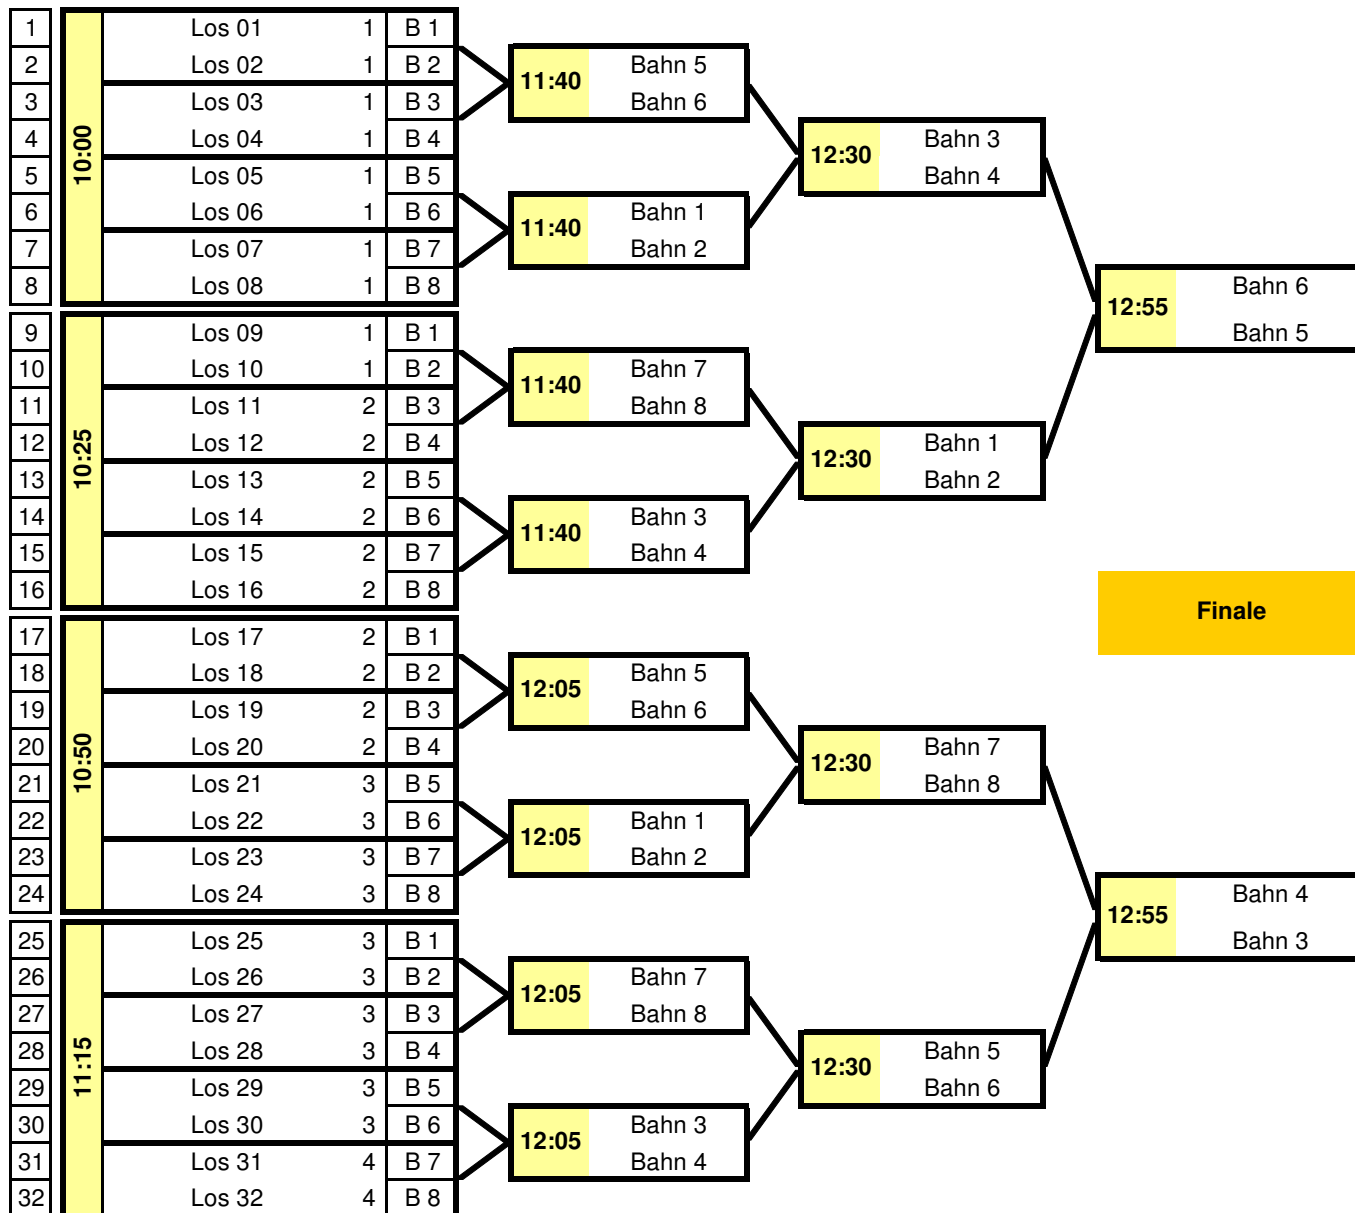 1 Los 01 1 B 1
2 Los 02 1 B 2
3 Los 03 1 B 3
4 Los 04 1 B 4
5 Los 05 1 B 5
6 Los 06 1 B 6
7 Los 07 1 B 7
8 Los 08 1 B 8
10:00
9 Los 09 1 B 1
10 Los 10 1 B 2
11 Los 11 2 B 3
12 Los 12 2 B 4
13 Los 13 2 B 5
14 Los 14 2 B 6
15 Los 15 2 B 7
16 Los 16 2 B 8
10:25
17 Los 17 2 B 1
18 Los 18 2 B 2
19 Los 19 2 B 3
20 Los 20 2 B 4
21 Los 21 3 B 5
22 Los 22 3 B 6
23 Los 23 3 B 7
24 Los 24 3 B 8
10:50
25 Los 25 3 B 1
26 Los 26 3 B 2
27 Los 27 3 B 3
28 Los 28 3 B 4
29 Los 29 3 B 5
30 Los 30 3 B 6
31 Los 31 4 B 7
32 Los 32 4 B 8
11:15
11:40
Bahn 5
Bahn 6
11:40
Bahn 1
Bahn 2
11:40
Bahn 7
Bahn 8
11:40
Bahn 3
Bahn 4
12:05
Bahn 5
Bahn 6
12:05
Bahn 1
Bahn 2
12:05
Bahn 7
Bahn 8
12:05
Bahn 3
Bahn 4
12:30
Bahn 3
Bahn 4
12:30
Bahn 1
Bahn 2
12:30
Bahn 7
Bahn 8
12:30
Bahn 5
Bahn 6
12:55
Bahn 6
Bahn 5
Finale
12:55
Bahn 4
Bahn 3